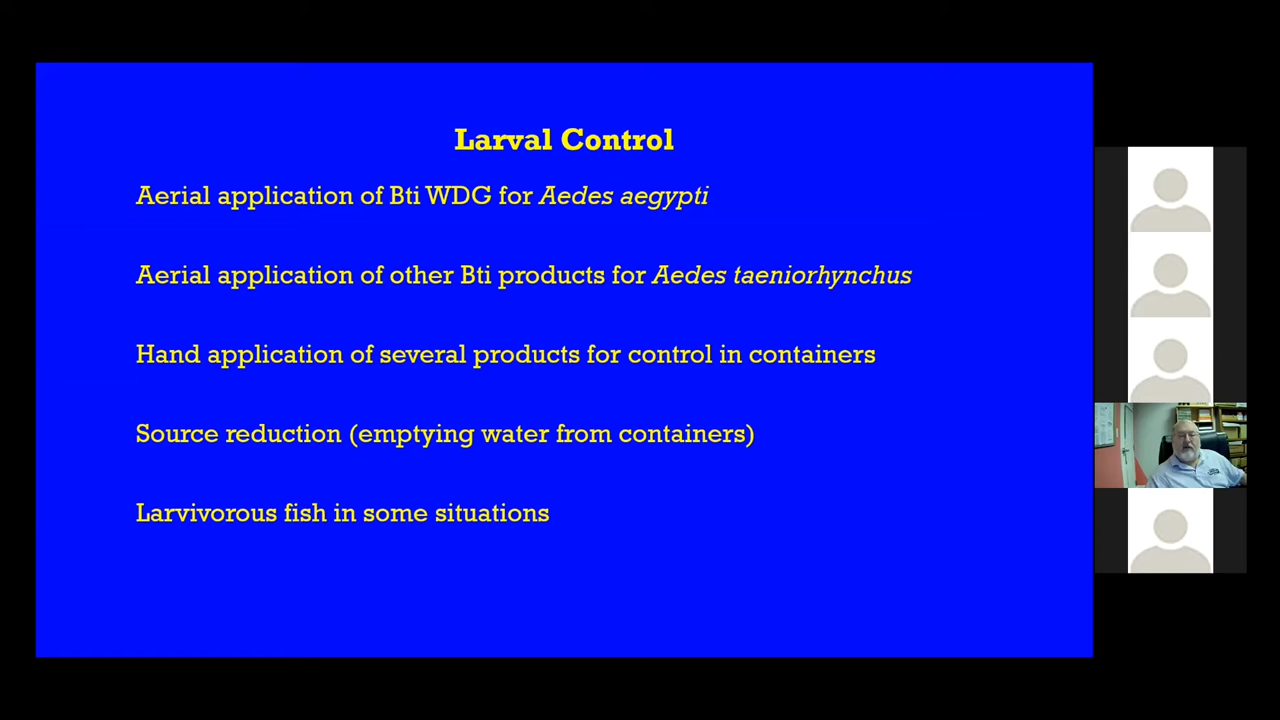 Larval Control
Aerial application of Bti WDG for Aedes aegypti
Aerial application of other Bti products for Aedes taeniorhynchus
Hand application of several products for control in containers
Source reduction (emptying water from containers)
Larvivorous fish in some situations